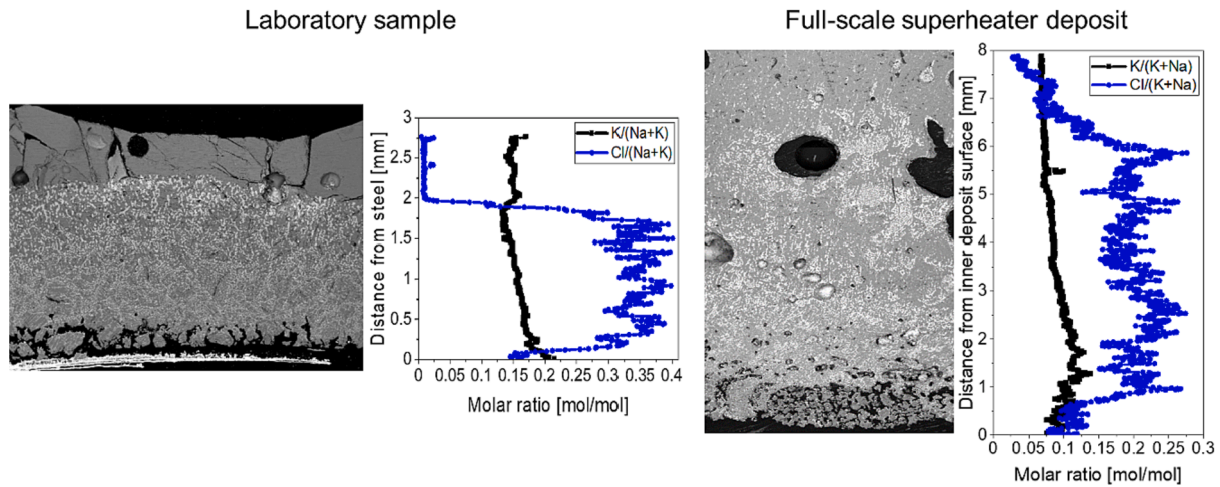 Laboratory sample
Full-scale superheater deposit
3
2.5
2
1.5
1
0.5
0
Distance from steel [mm]
K/(Na+K)
Cl/(Na+K)
0 0.05 0.1 0.15 0.2 0.25 0.3 0.35 0.4
Molar ratio [mol/mol]
8
7
6
5
4
3
2
1
0
Distance from inner deposit surface [mm]
K/(K+Na)
Cl/(K+Na)
0 0.05 0.1 0.15 0.2 0.25 0.3
Molar ratio [mol/mol]